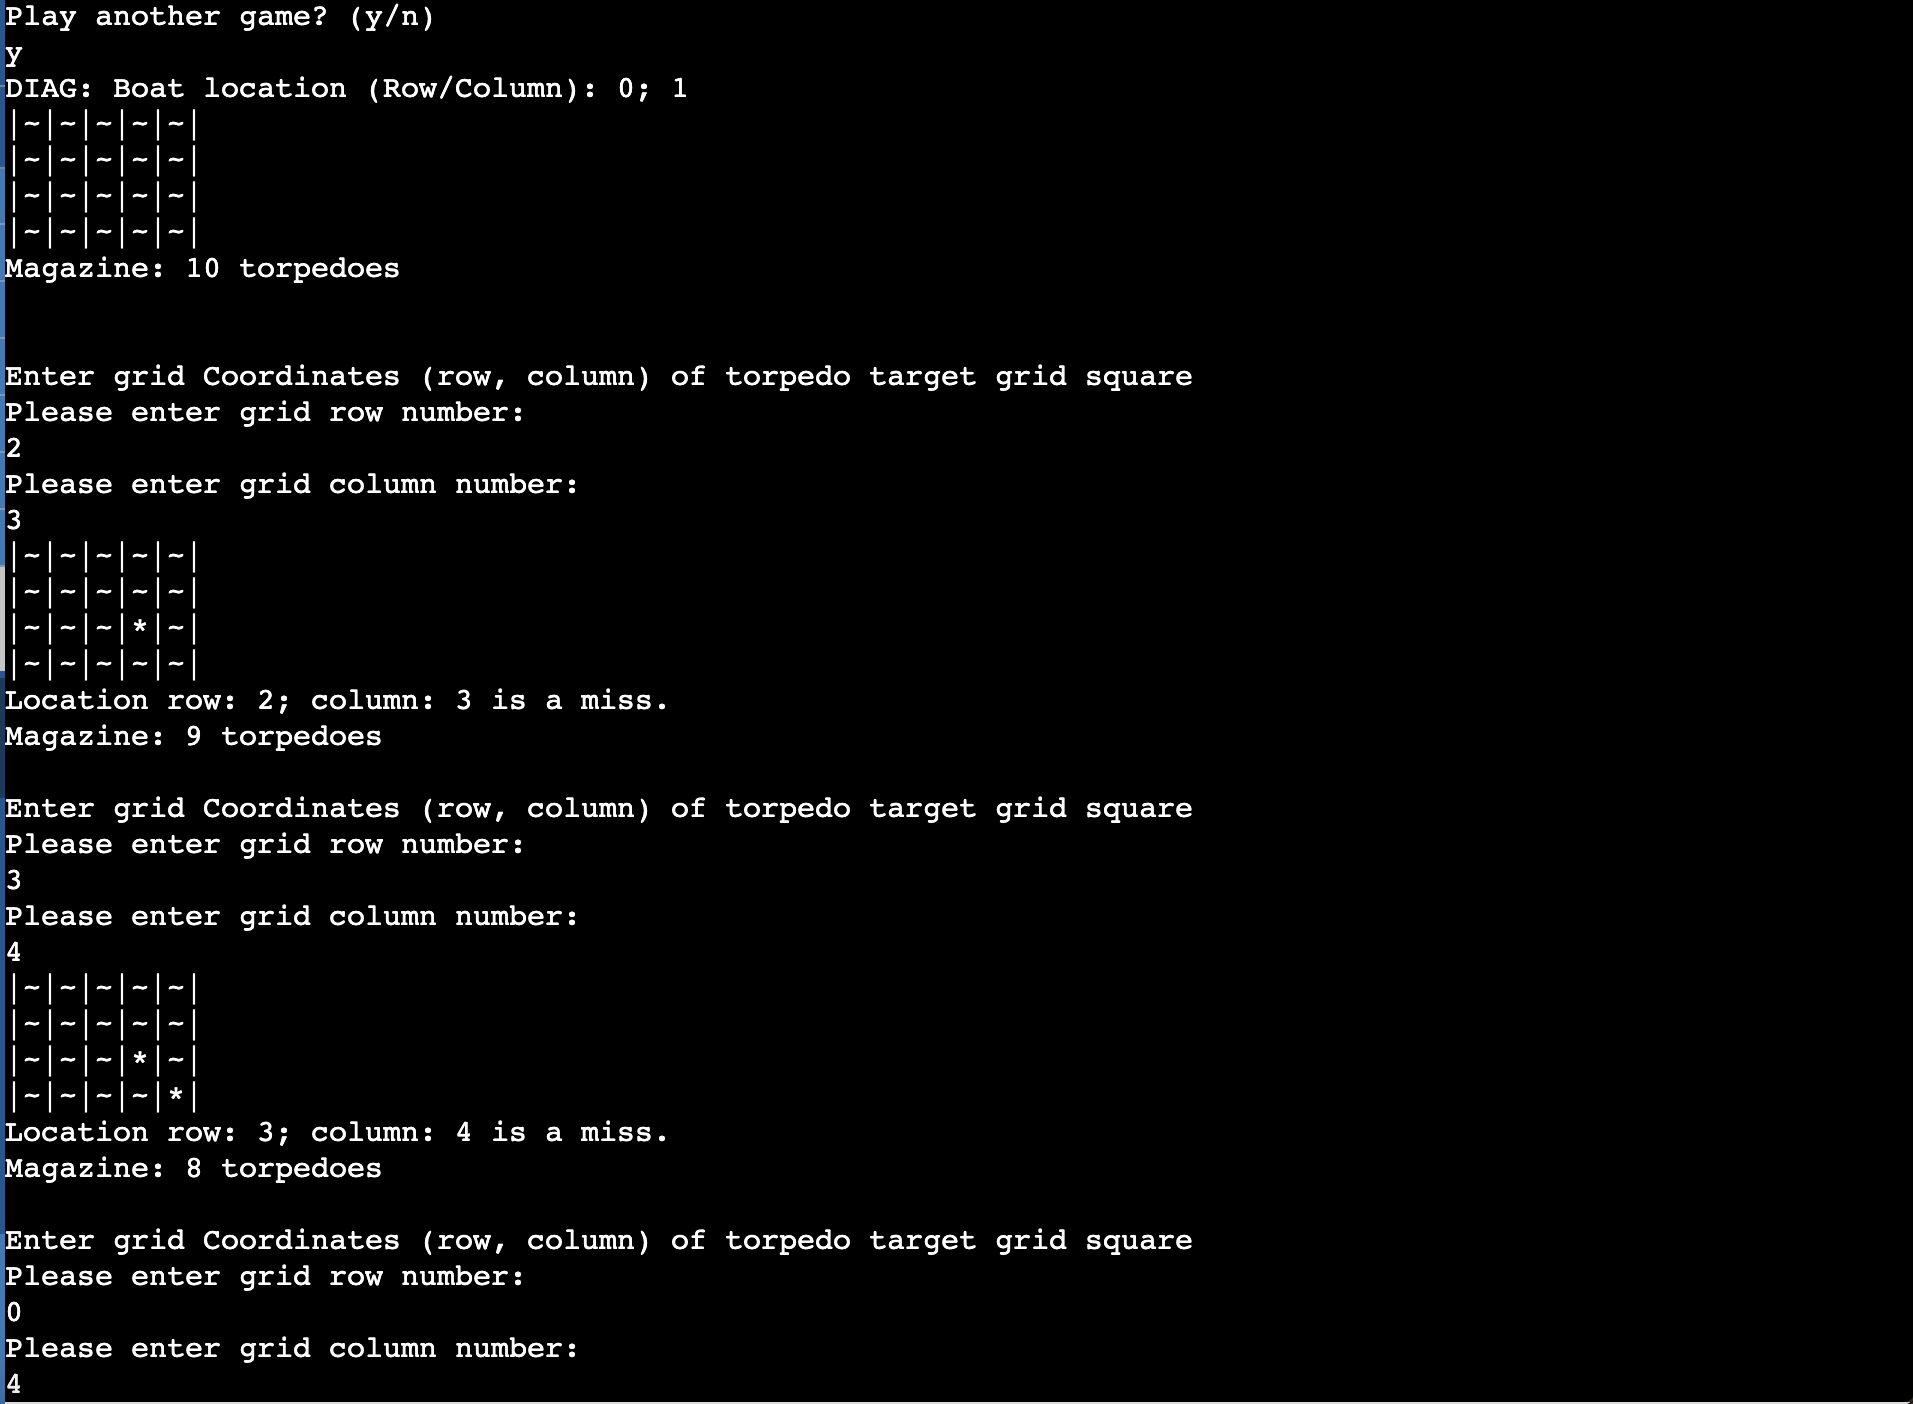 Play another game? (y/n)
y
DIAG: Boat location (Row/Column): 0; 1
|~|~|~|~|~|
|~|~|~|~|~|
|~|~|~|~|~|
|~|~|~|~|~|
Magazine: 10 torpedoes
Enter grid Coordinates (row, column) of torpedo target grid square
Please enter grid row number:
2
Please enter grid column number:
3
|~|~|~|~|~|
|~|~|~|~|~|
|~|~|~|*|~|
|~|~|~|~|~|
Location row: 2; column: 3 is a miss.
Magazine: 9 torpedoes
Enter grid Coordinates (row, column) of torpedo target grid square
Please enter grid row number:
3
Please enter grid column number:
4
|~|~|~|~|~|
|~|~|~|~|~|
|~|~|~|*|~|
|~|~|~|~|*|
Location row: 3; column: 4 is a miss.
Magazine: 8 torpedoes
Enter grid Coordinates (row, column) of torpedo target grid square
Please enter grid row number:
0
Please enter grid column number:
4